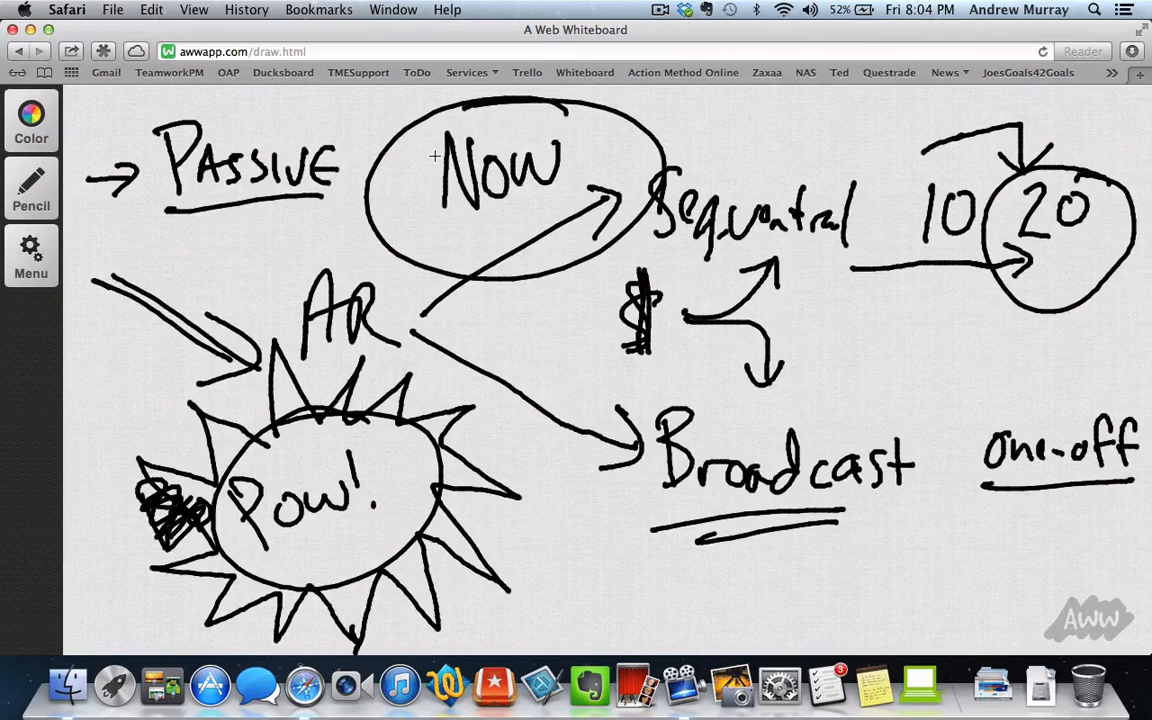 Safari File Edit View History Bookmarks Window Help 52% Fri 8:04 PM Andrew Murray
A Web Whiteboard
awwapp.com/draw.html Reader
Gmail TeamworkPM OAP Ducksboard TMESupport ToDo Services Trello Whiteboard Action Method Online Zaxaa NAS Ted Questrade News JoesGoals42Goals
Color
Pencil
Menu
PASSIVE
Now
Sequential 10 20
AR
$
Broadcast one-off
Pow!
AWW
3